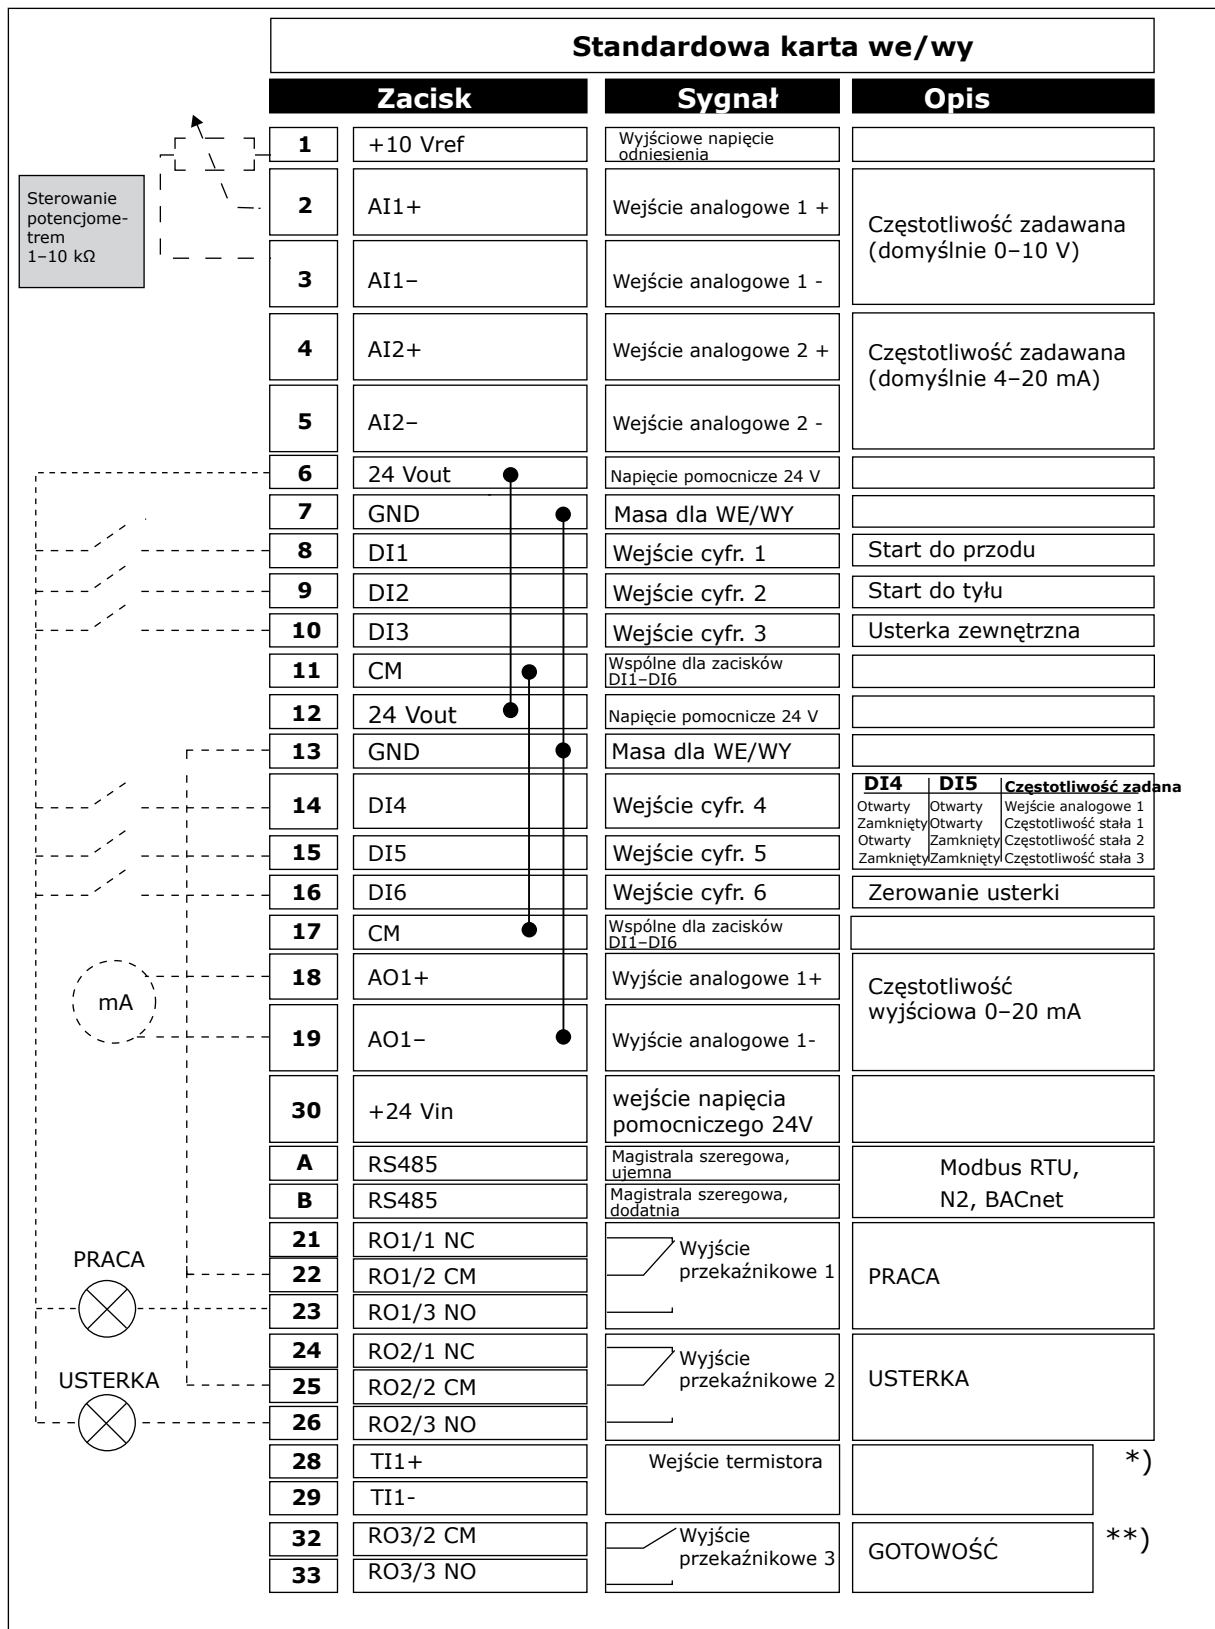 Standardowa karta we/wy
Zacisk Sygnał Opis
Sterowanie
potencjome-
trem
1–10 kΩ
1 +10 Vref Wyjściowe napięcie
odniesienia
2 AI1+ Wejście analogowe 1 +
3 AI1– Wejście analogowe 1 -
Częstotliwość zadawana
(domyślnie 0–10 V)
4 AI2+ Wejście analogowe 2 +
5 AI2– Wejście analogowe 2 -
Częstotliwość zadawana
(domyślnie 4–20 mA)
6 24 Vout Napięcie pomocnicze 24 V
7 GND Masa dla WE/WY
8 DI1 Wejście cyfr. 1 Start do przodu
9 DI2 Wejście cyfr. 2 Start do tyłu
10 DI3 Wejście cyfr. 3 Usterka zewnętrzna
11 CM Wspólne dla zacisków
DI1–DI6
12 24 Vout Napięcie pomocnicze 24 V
13 GND Masa dla WE/WY
14 DI4 Wejście cyfr. 4
15 DI5 Wejście cyfr. 5
DI4 DI5 Częstotliwość zadana
Otwarty Otwarty Wejście analogowe 1
Zamknięty Otwarty Częstotliwość stała 1
Otwarty Zamknięty Częstotliwość stała 2
Zamknięty Zamknięty Częstotliwość stała 3
16 DI6 Wejście cyfr. 6 Zerowanie usterki
17 CM Wspólne dla zacisków
DI1–DI6
mA
18 AO1+ Wyjście analogowe 1+
19 AO1– Wyjście analogowe 1-
Częstotliwość
wyjściowa 0–20 mA
30 +24 Vin wejście napięcia
pomocniczego 24V
A RS485 Magistrala szeregowa,
ujemna
B RS485 Magistrala szeregowa,
dodatnia
Modbus RTU,
N2, BACnet
PRACA
21 RO1/1 NC
22 RO1/2 CM
23 RO1/3 NO
Wyjście
przekaźnikowe 1
PRACA
USTERKA
24 RO2/1 NC
25 RO2/2 CM
26 RO2/3 NO
Wyjście
przekaźnikowe 2
USTERKA
28 TI1+ Wejście termistora *)
29 TI1-
32 RO3/2 CM
33 RO3/3 NO
Wyjście
przekaźnikowe 3
GOTOWOŚĆ **)